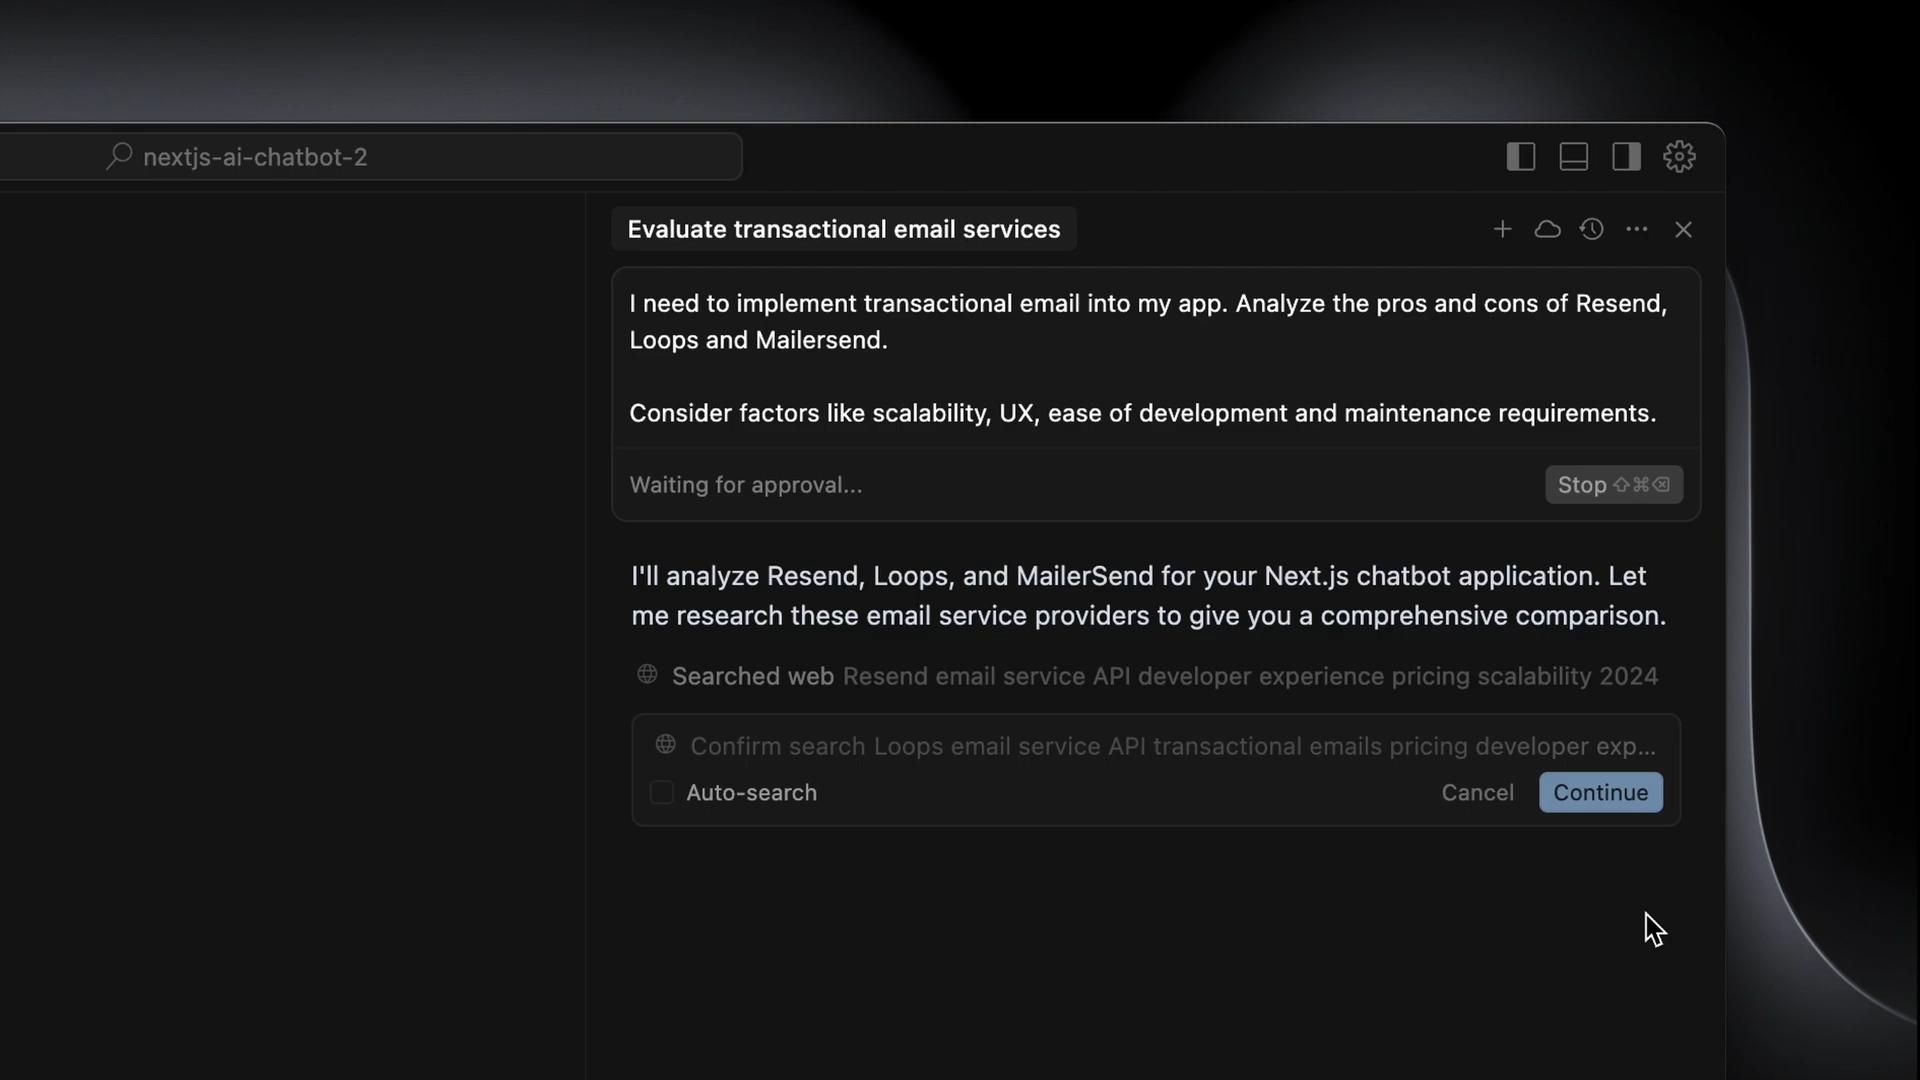 nextjs-ai-chatbot-2
Evaluate transactional email services
I need to implement transactional email into my app. Analyze the pros and cons of Resend,
Loops and Mailersend.
Consider factors like scalability, UX, ease of development and maintenance requirements.
Waiting for approval...
Stop ⇧⌘⌫
I'll analyze Resend, Loops, and MailerSend for your Next.js chatbot application. Let
me research these email service providers to give you a comprehensive comparison.
Searched web Resend email service API developer experience pricing scalability 2024
Confirm search Loops email service API transactional emails pricing developer exp...
Auto-search
Cancel
Continue